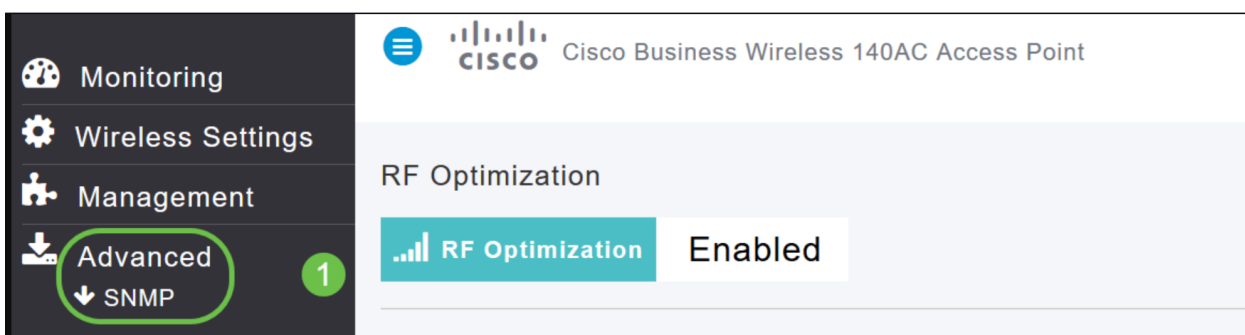 Monitoring
Wireless Settings
Management
Advanced
SNMP
1
CISCO Cisco Business Wireless 140AC Access Point
RF Optimization
RF Optimization Enabled